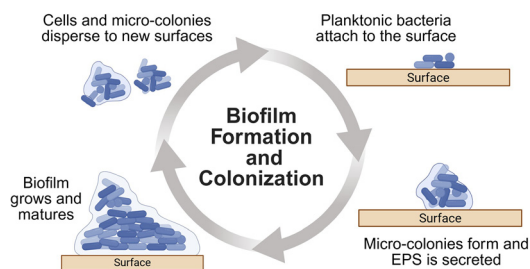 Cells and micro-colonies
disperse to new surfaces
Planktonic bacteria
attach to the surface
Surface
Biofilm
Formation
and
Colonization
Biofilm
grows and
matures
Surface
Surface
Micro-colonies form and
EPS is secreted